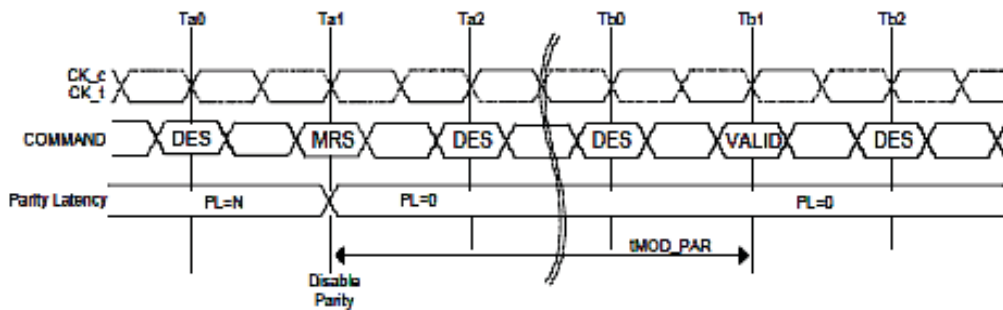 Ta0 Ta1 Ta2 Tb0 Tb1 Tb2
CK_c
CK_t
COMMAND DES MRS DES DES VALID DES
Parity Latency PL=N PL=0 PL=0
tMOD_PAR
Disable
Parity